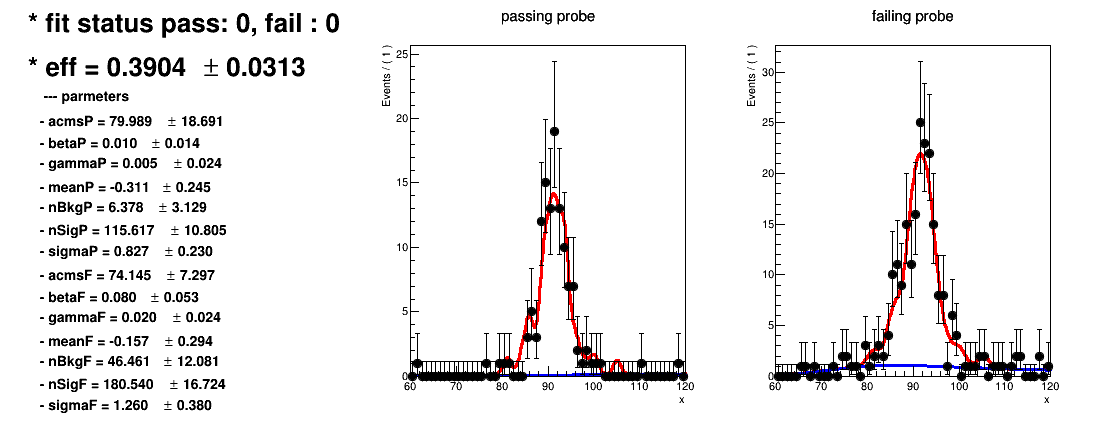 * fit status pass: 0, fail : 0
* eff = 0.3904 ± 0.0313
--- parmeters
- acmsP = 79.989 ± 18.691
- betaP = 0.010 ± 0.014
- gammaP = 0.005 ± 0.024
- meanP = -0.311 ± 0.245
- nBkgP = 6.378 ± 3.129
- nSigP = 115.617 ± 10.805
- sigmaP = 0.827 ± 0.230
- acmsF = 74.145 ± 7.297
- betaF = 0.080 ± 0.053
- gammaF = 0.020 ± 0.024
- meanF = -0.157 ± 0.294
- nBkgF = 46.461 ± 12.081
- nSigF = 180.540 ± 16.724
- sigmaF = 1.260 ± 0.380
passing probe
Events / ( 1 )
25
20
15
10
5
0
60 70 80 90 100 110 120
x
failing probe
Events / ( 1 )
30
25
20
15
10
5
0
60 70 80 90 100 110 120
x